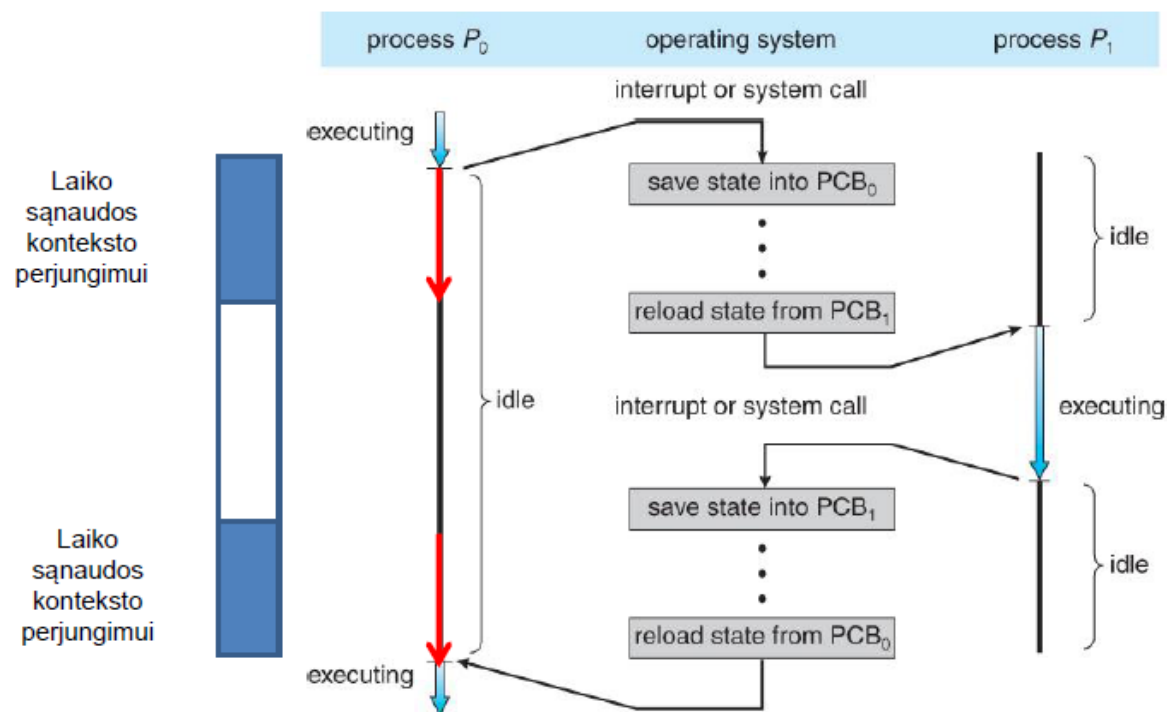 process P0
operating system
process P1
interrupt or system call
executing
Laiko
sąnaudos
konteksto
perjungimui
save state into PCB0
idle
reload state from PCB1
idle
interrupt or system call
executing
save state into PCB1
Laiko
sąnaudos
konteksto
perjungimui
idle
reload state from PCB0
executing